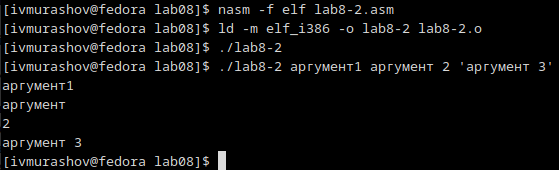 [ivmurashov@fedora lab08]$ nasm -f elf lab8-2.asm
[ivmurashov@fedora lab08]$ ld -m elf_i386 -o lab8-2 lab8-2.o
[ivmurashov@fedora lab08]$ ./lab8-2
[ivmurashov@fedora lab08]$ ./lab8-2 аргумент1 аргумент 2 'аргумент 3'
аргумент1
аргумент
2
аргумент 3
[ivmurashov@fedora lab08]$